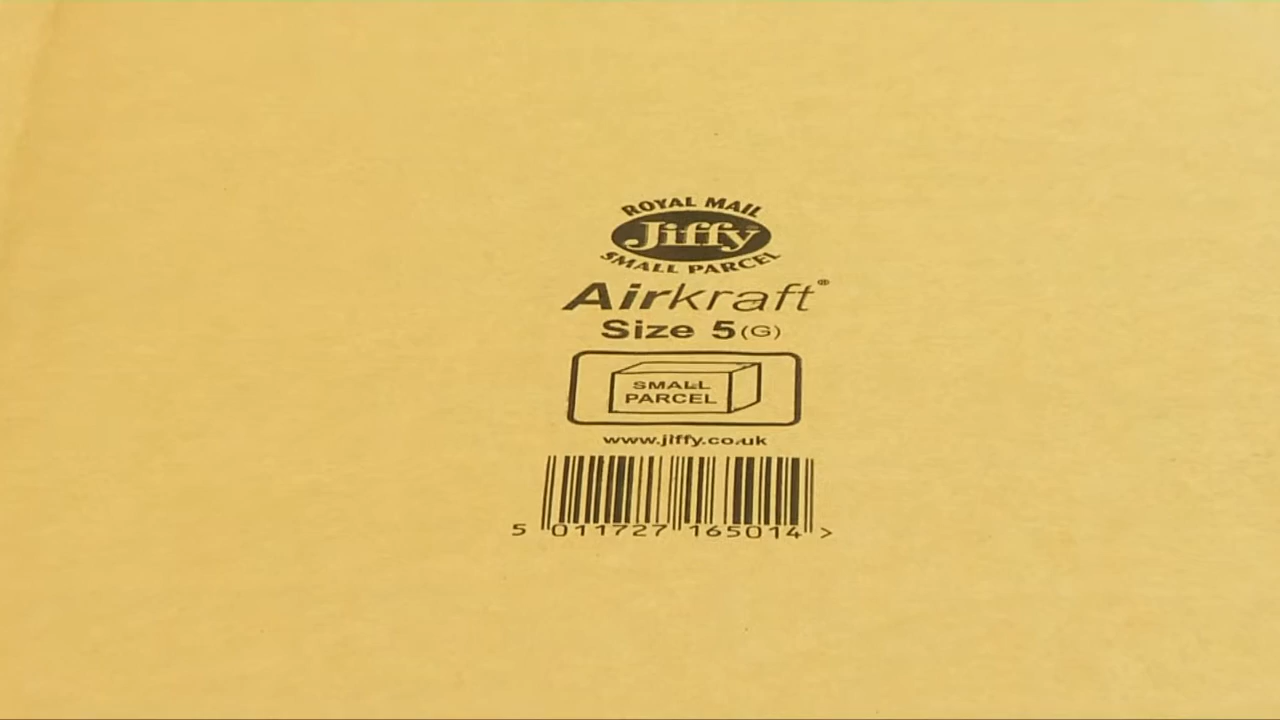 ROYAL MAIL
Jiffy
SMALL PARCEL
Airkraft®
Size 5 (G)
SMALL
PARCEL
www.jiffy.co.uk
5 011727 165014 >